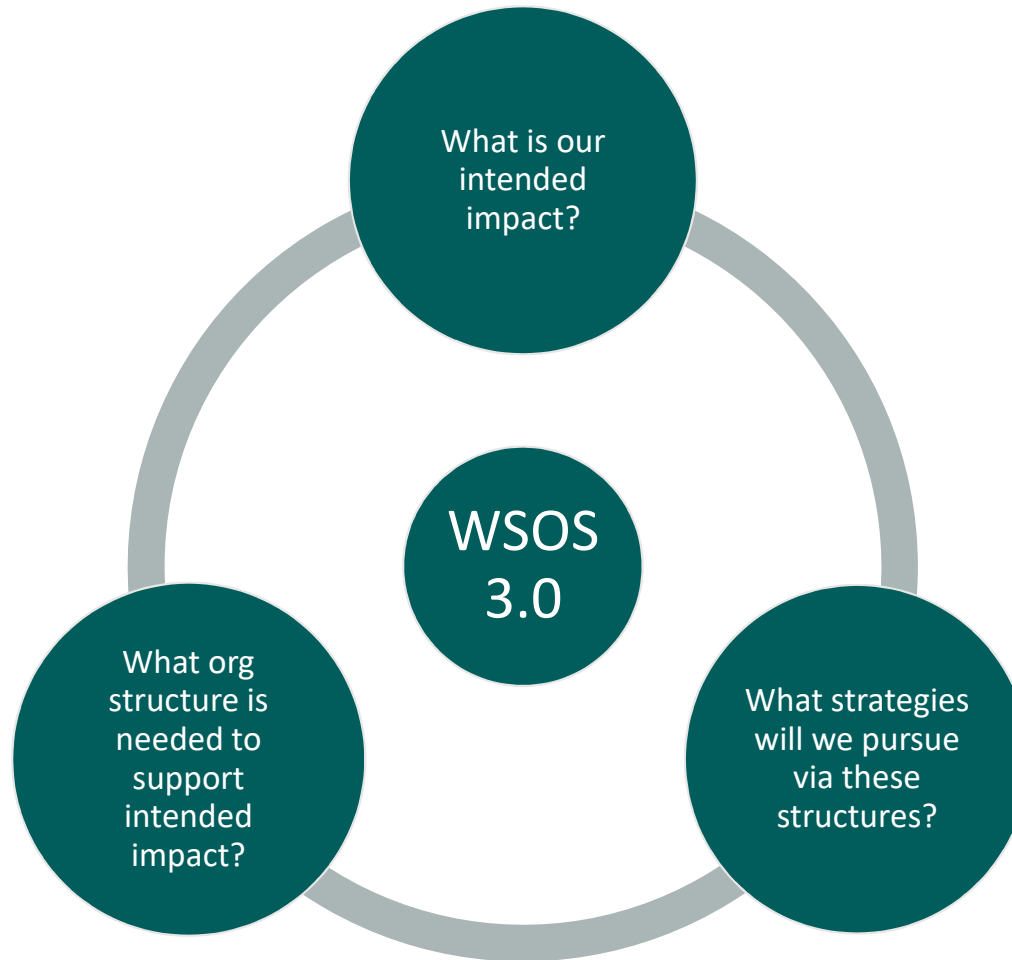 What is our
intended
impact?
WSOS
3.0
What org
structure is
needed to
support
intended
impact?
What strategies
will we pursue
via these
structures?